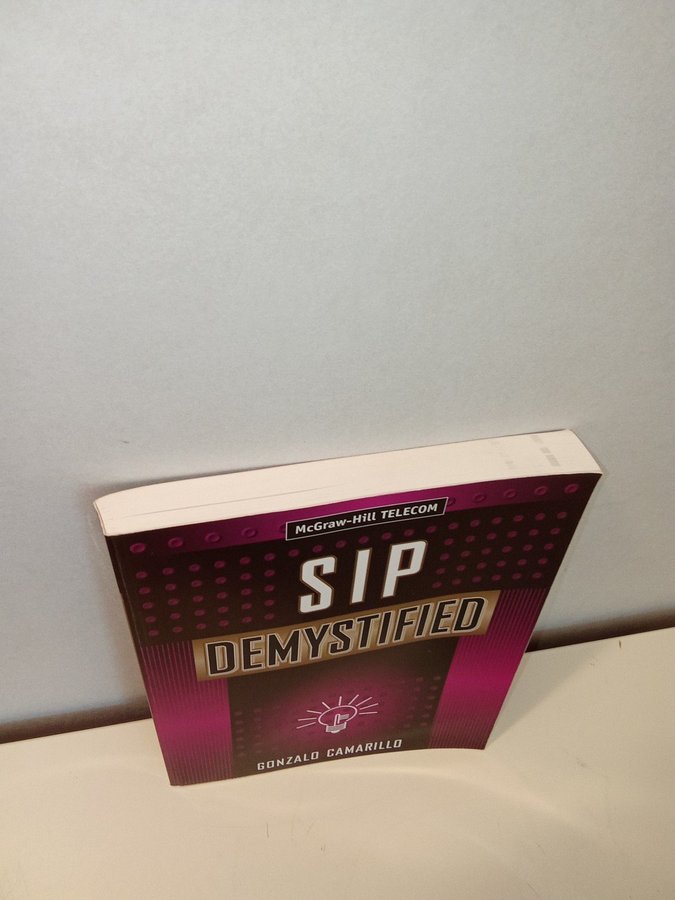 McGraw-Hill TELECOM
SIP
DEMYSTIFIED
GONZALO CAMARILLO